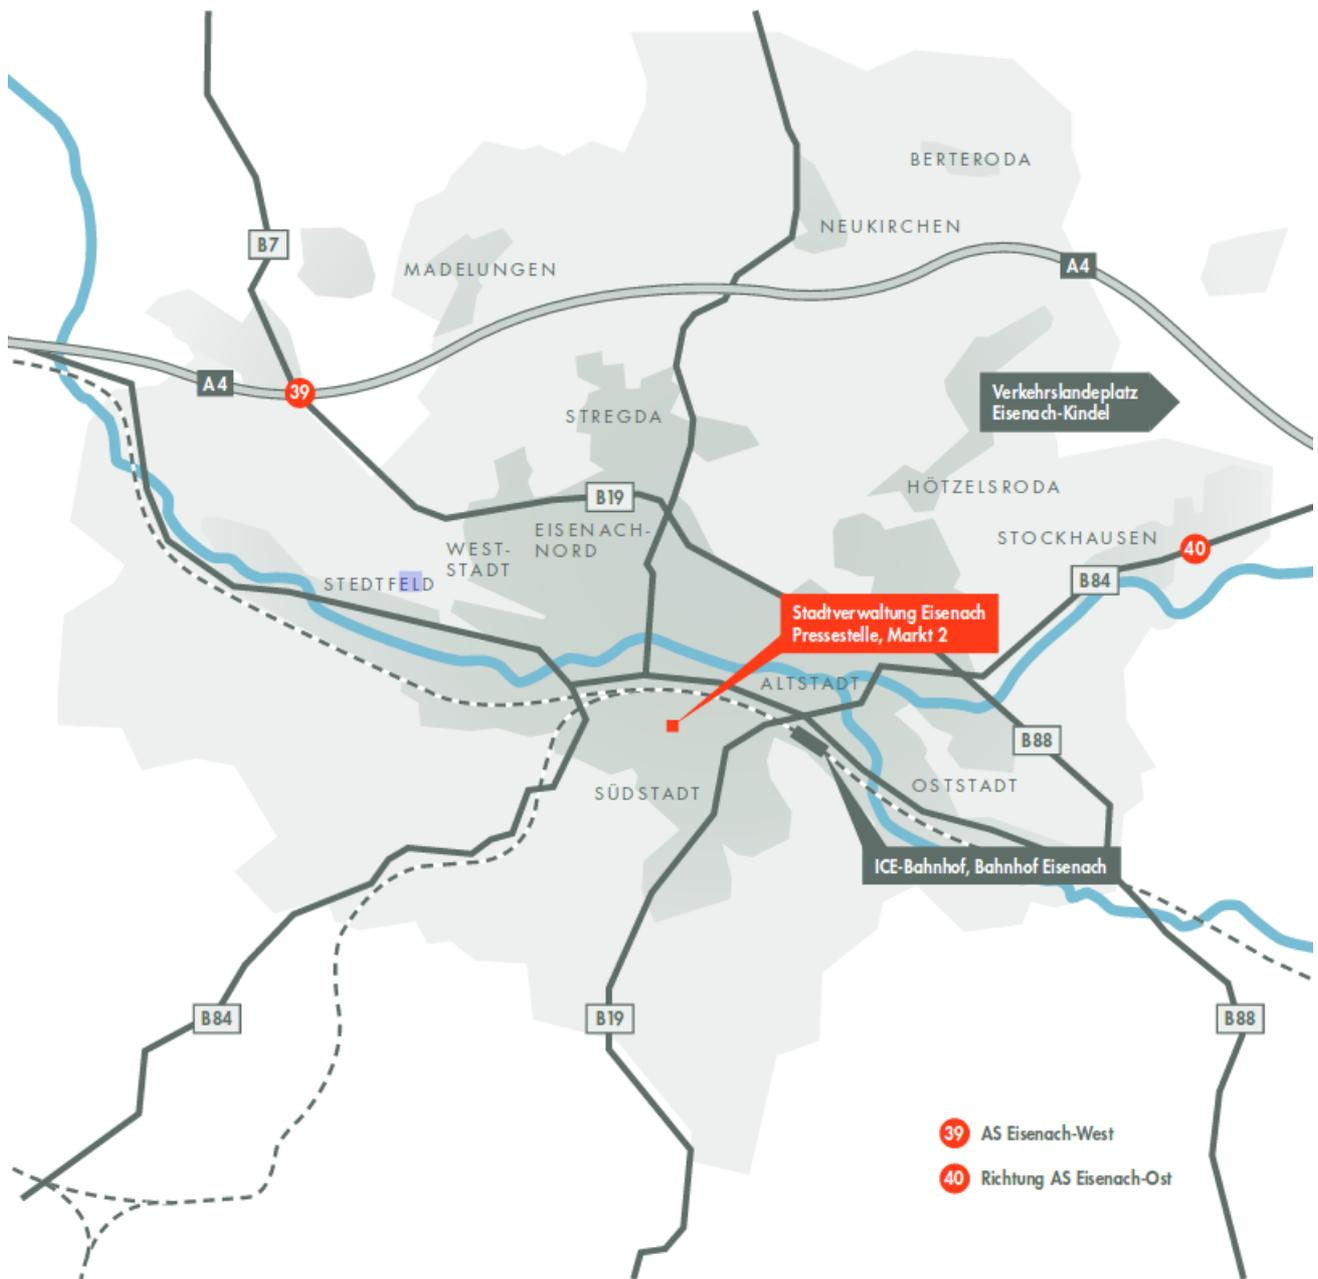 BERTERODA
NEUKIRCHEN
B7
MADELUNGEN
A4
A4
39
Verkehrslandeplatz
Eisenach-Kindel
STREGDA
HÖTZELSRODA
B19
EISENACH-
NORD
STOCKHAUSEN
40
WEST-
STADT
B84
STEDTFELD
Stadtverwaltung Eisenach
Pressestelle, Markt 2
ALTSTADT
B88
SÜDSTADT
OSTSTADT
ICE-Bahnhof, Bahnhof Eisenach
B84
B19
B88
39 AS Eisenach-West
40 Richtung AS Eisenach-Ost